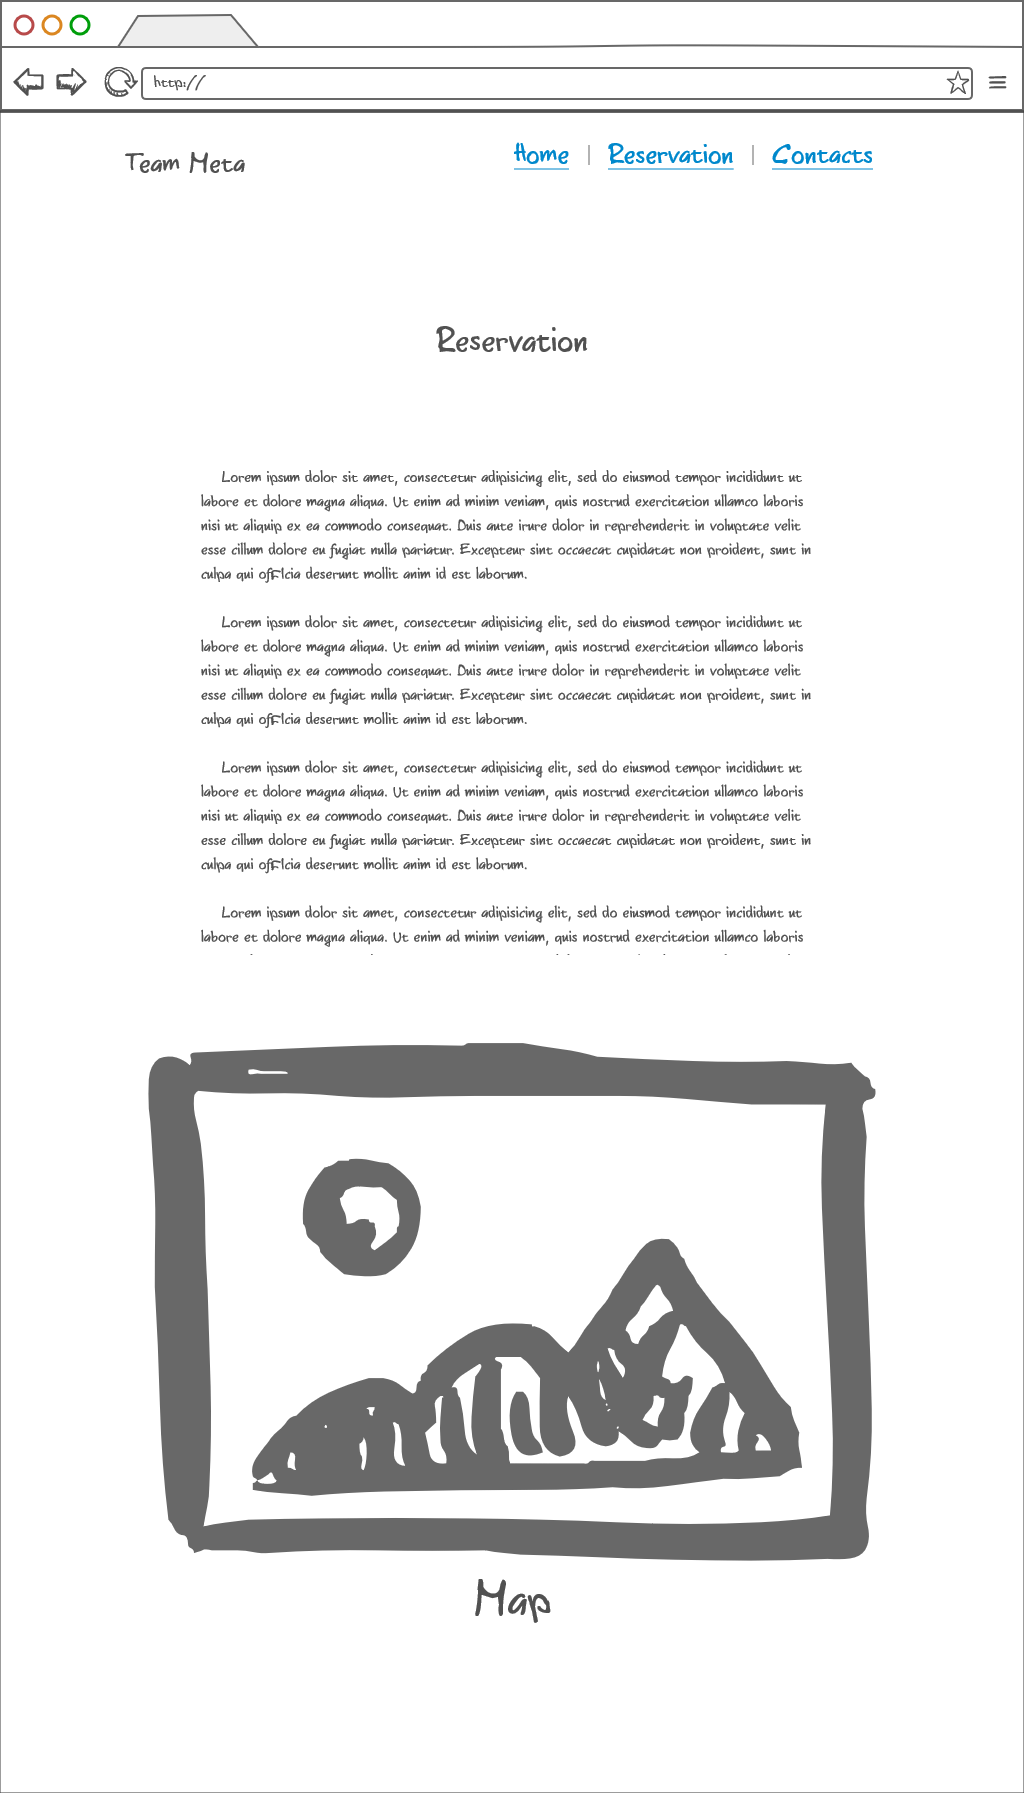 http://
Team Meta
Home | Reservation | Contacts
Reservation
Lorem ipsum dolor sit amet, consectetur adipisicing elit, sed do eiusmod tempor incididunt ut
labore et dolore magna aliqua. Ut enim ad minim veniam, quis nostrud exercitation ullamco laboris
nisi ut aliquip ex ea commodo consequat. Duis aute irure dolor in reprehenderit in voluptate velit
esse cillum dolore eu fugiat nulla pariatur. Excepteur sint occaecat cupidatat non proident, sunt in
culpa qui officia deserunt mollit anim id est laborum.
Lorem ipsum dolor sit amet, consectetur adipisicing elit, sed do eiusmod tempor incididunt ut
labore et dolore magna aliqua. Ut enim ad minim veniam, quis nostrud exercitation ullamco laboris
nisi ut aliquip ex ea commodo consequat. Duis aute irure dolor in reprehenderit in voluptate velit
esse cillum dolore eu fugiat nulla pariatur. Excepteur sint occaecat cupidatat non proident, sunt in
culpa qui officia deserunt mollit anim id est laborum.
Lorem ipsum dolor sit amet, consectetur adipisicing elit, sed do eiusmod tempor incididunt ut
labore et dolore magna aliqua. Ut enim ad minim veniam, quis nostrud exercitation ullamco laboris
nisi ut aliquip ex ea commodo consequat. Duis aute irure dolor in reprehenderit in voluptate velit
esse cillum dolore eu fugiat nulla pariatur. Excepteur sint occaecat cupidatat non proident, sunt in
culpa qui officia deserunt mollit anim id est laborum.
Lorem ipsum dolor sit amet, consectetur adipisicing elit, sed do eiusmod tempor incididunt ut
labore et dolore magna aliqua. Ut enim ad minim veniam, quis nostrud exercitation ullamco laboris
Map